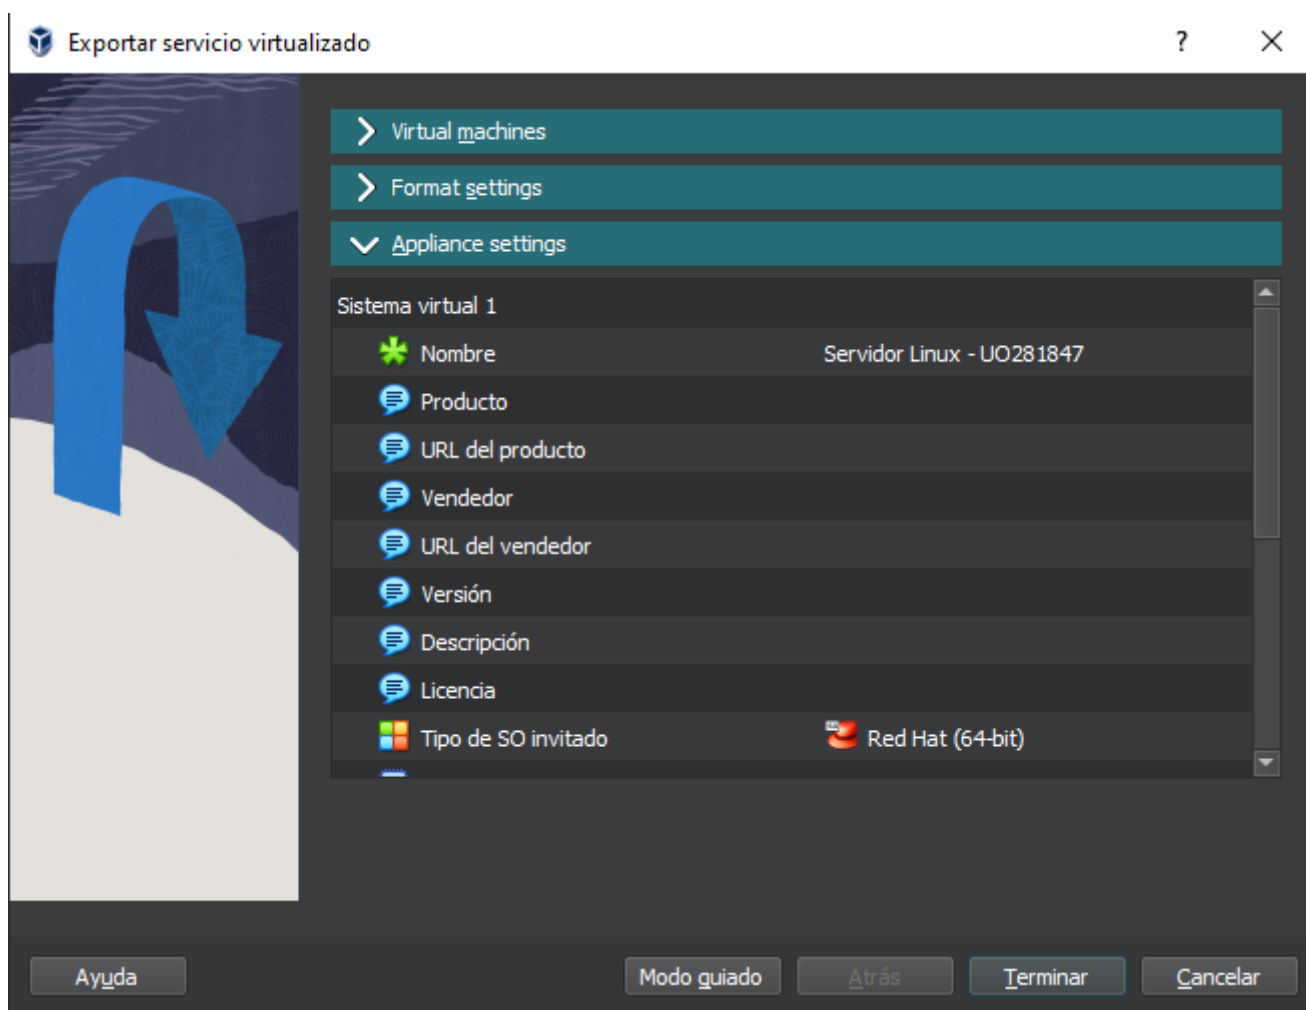 Exportar servicio virtualizado
Virtual machines
Format settings
Appliance settings
Sistema virtual 1
Nombre Servidor Linux - UO281847
Producto
URL del producto
Vendedor
URL del vendedor
Versión
Descripción
Licencia
Tipo de SO invitado Red Hat (64-bit)
Ayuda Modo guiado Atrás Terminar Cancelar